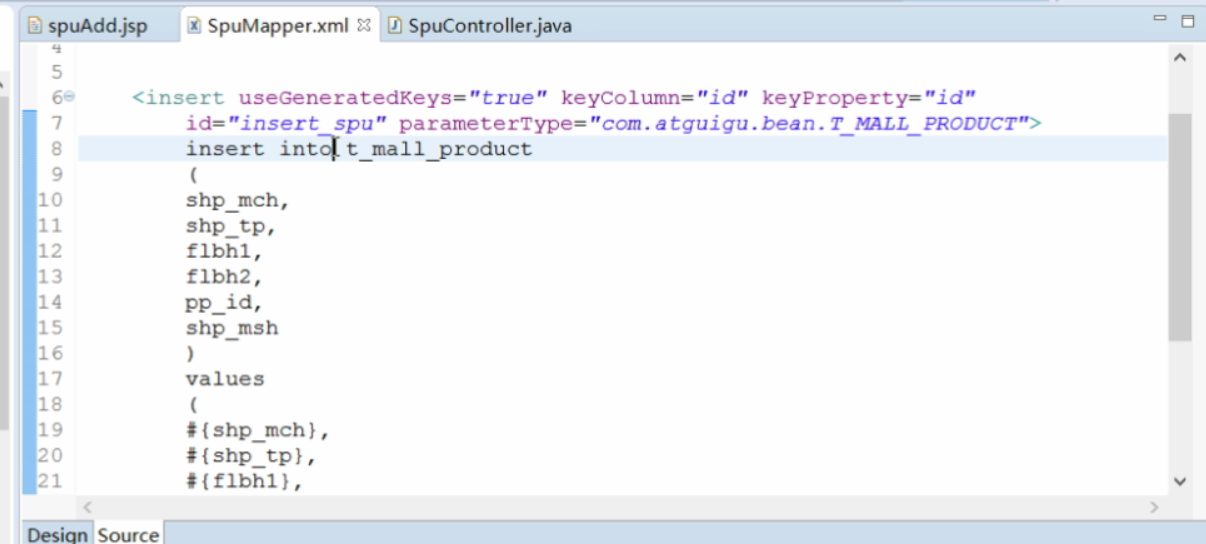 spuAdd.jsp SpuMapper.xml SpuController.java
4
5
6 <insert useGeneratedKeys="true" keyColumn="id" keyProperty="id"
7 id="insert_spu" parameterType="com.atguigu.bean.T_MALL_PRODUCT">
8 insert into t_mall_product
9 (
10 shp_mch,
11 shp_tp,
12 flbh1,
13 flbh2,
14 pp_id,
15 shp_msh
16 )
17 values
18 (
19 #{shp_mch},
20 #{shp_tp},
21 #{flbh1},
Design Source